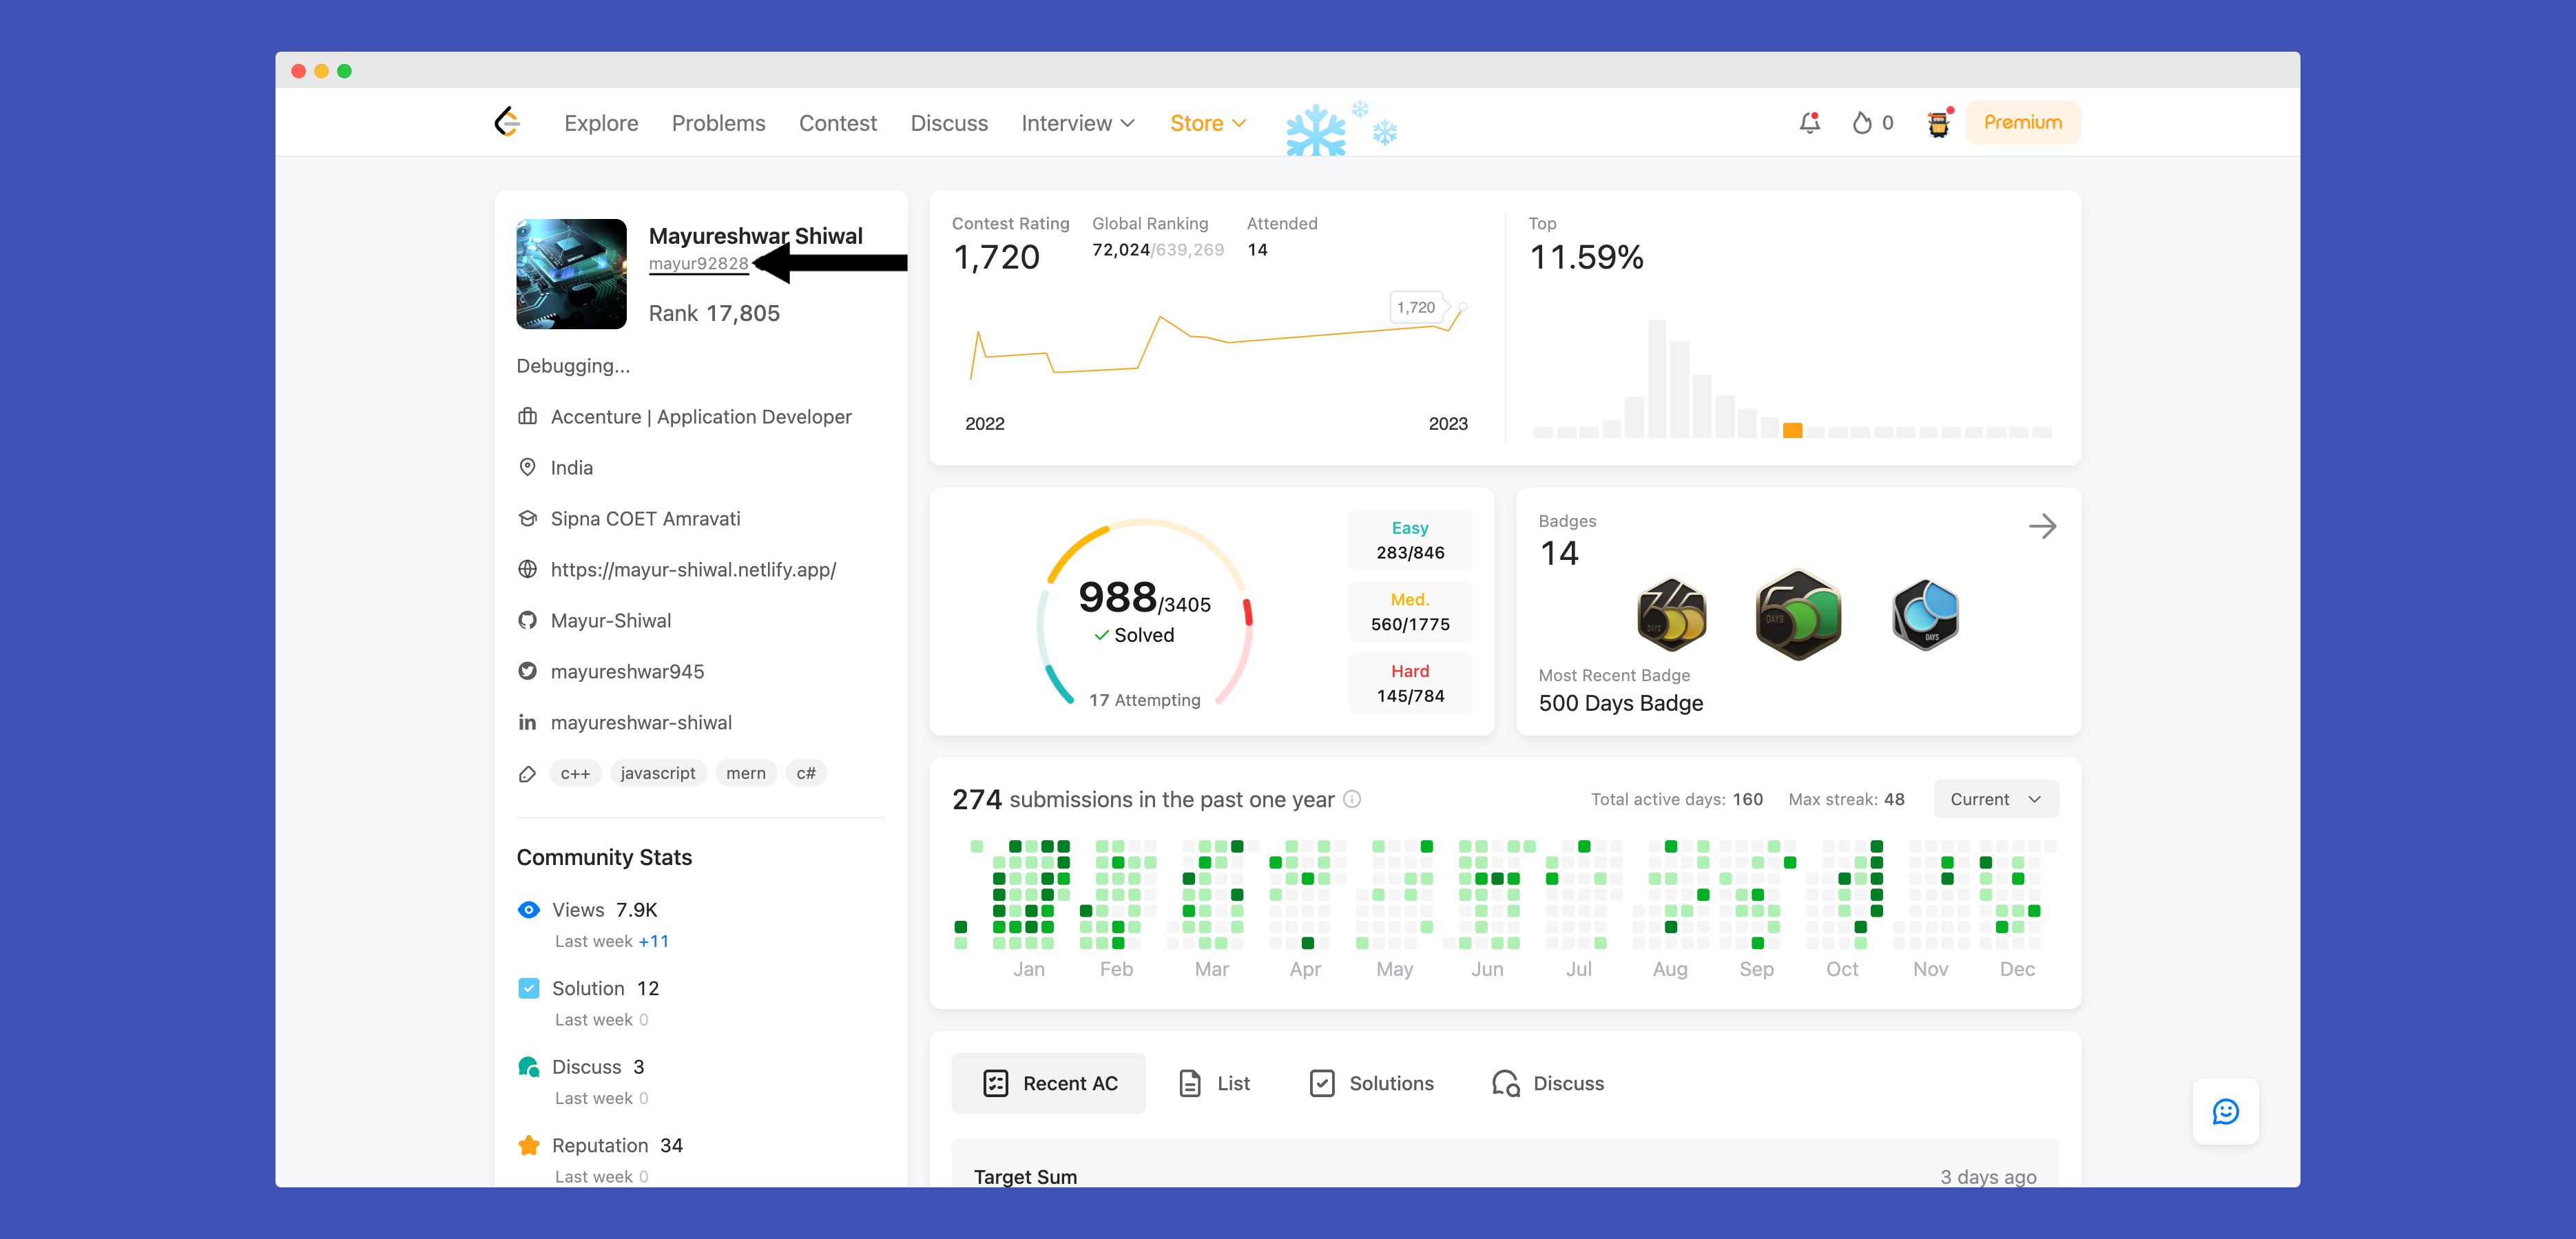 Explore Problems Contest Discuss Interview Store
0 Premium
Mayureshwar Shiwal
mayur92828
Rank 17,805
Debugging...
Accenture | Application Developer
India
Sipna COET Amravati
https://mayur-shiwal.netlify.app/
Mayur-Shiwal
mayureshwar945
mayureshwar-shiwal
c++ javascript mern c#
Community Stats
Views 7.9K
Last week +11
Solution 12
Last week 0
Discuss 3
Last week 0
Reputation 34
Last week 0
Contest Rating Global Ranking Attended
1,720 72,024/639,269 14
1,720
2022 2023
Top
11.59%
988/3405
Solved
17 Attempting
Easy
283/846
Med.
560/1775
Hard
145/784
Badges
14
DAYS DAYS DAYS
Most Recent Badge
500 Days Badge
274 submissions in the past one year Total active days: 160 Max streak: 48 Current
Jan Feb Mar Apr May Jun Jul Aug Sep Oct Nov Dec
Recent AC List Solutions Discuss
Target Sum 3 days ago